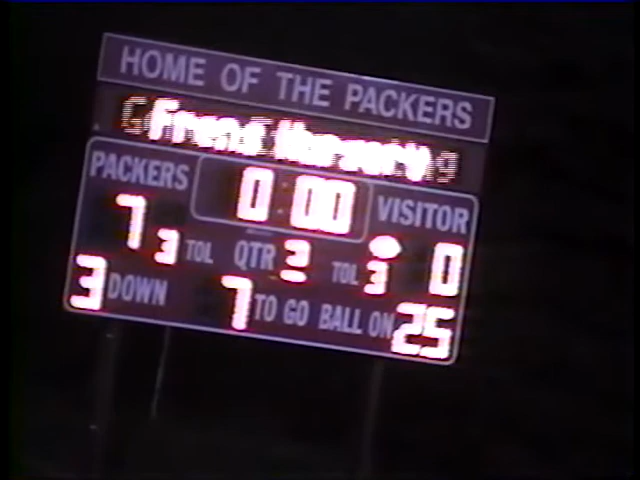 HOME OF THE PACKERS
PACKERS 0:00 VISITOR
7 3 TOL QTR 2 TOL 3 0
3 DOWN 7 TO GO BALL ON 25